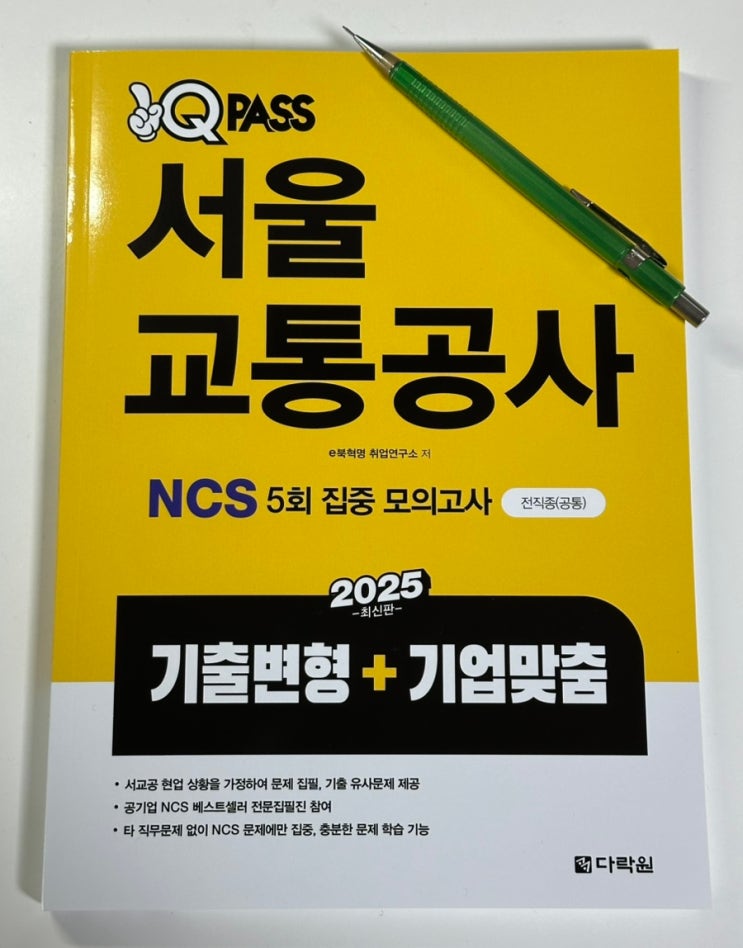 QPASS
서울
교통공사
e북혁명 취업연구소 저
NCS 5회 집중 모의고사 전직종(공통)
2025
-최신판-
기출변형 + 기업맞춤
• 서교공 현업 상황을 가정하여 문제 집필, 기출 유사문제 제공
• 공기업 NCS 베스트셀러 전문집필진 참여
• 타 직무문제 없이 NCS 문제에만 집중, 충분한 문제 학습 기능
다락원